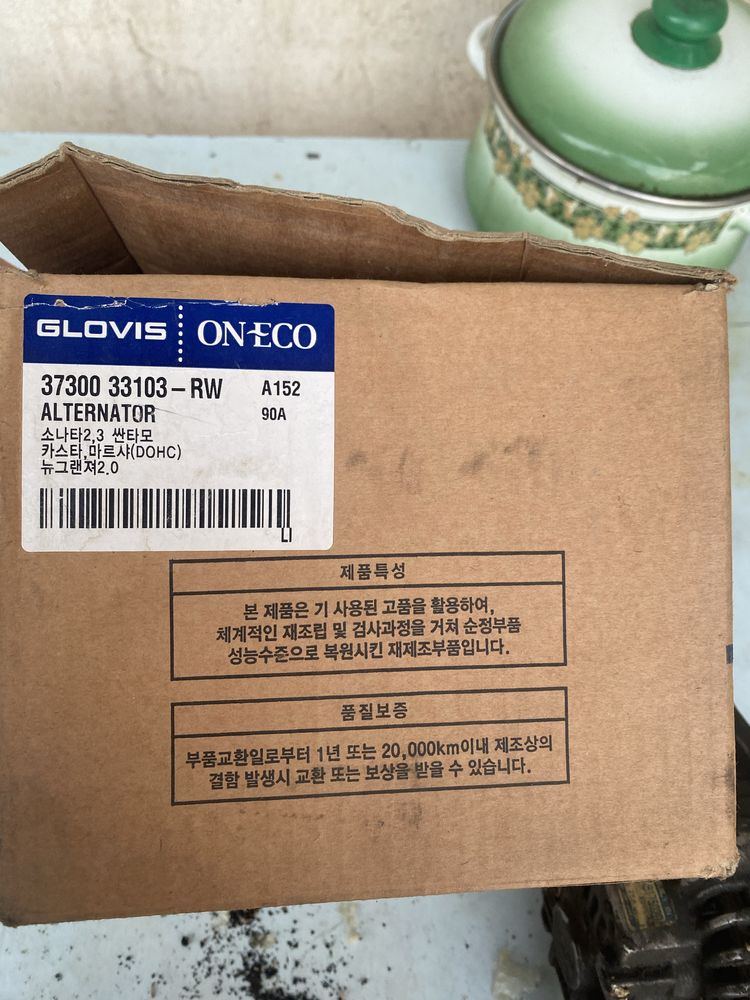 GLOVIS ON-ECO
37300 33103-RW A152
ALTERNATOR 90A
소나타2,3 싼타모
카스타,마르샤(DOHC)
뉴그랜져2.0
LI
제품특성
본 제품은 기 사용된 고품을 활용하여,
체계적인 재조립 및 검사과정을 거쳐 순정부품
성능수준으로 복원시킨 재제조부품입니다.
품질보증
부품교환일로부터 1년 또는 20,000km이내 제조상의
결함 발생시 교환 또는 보상을 받을 수 있습니다.